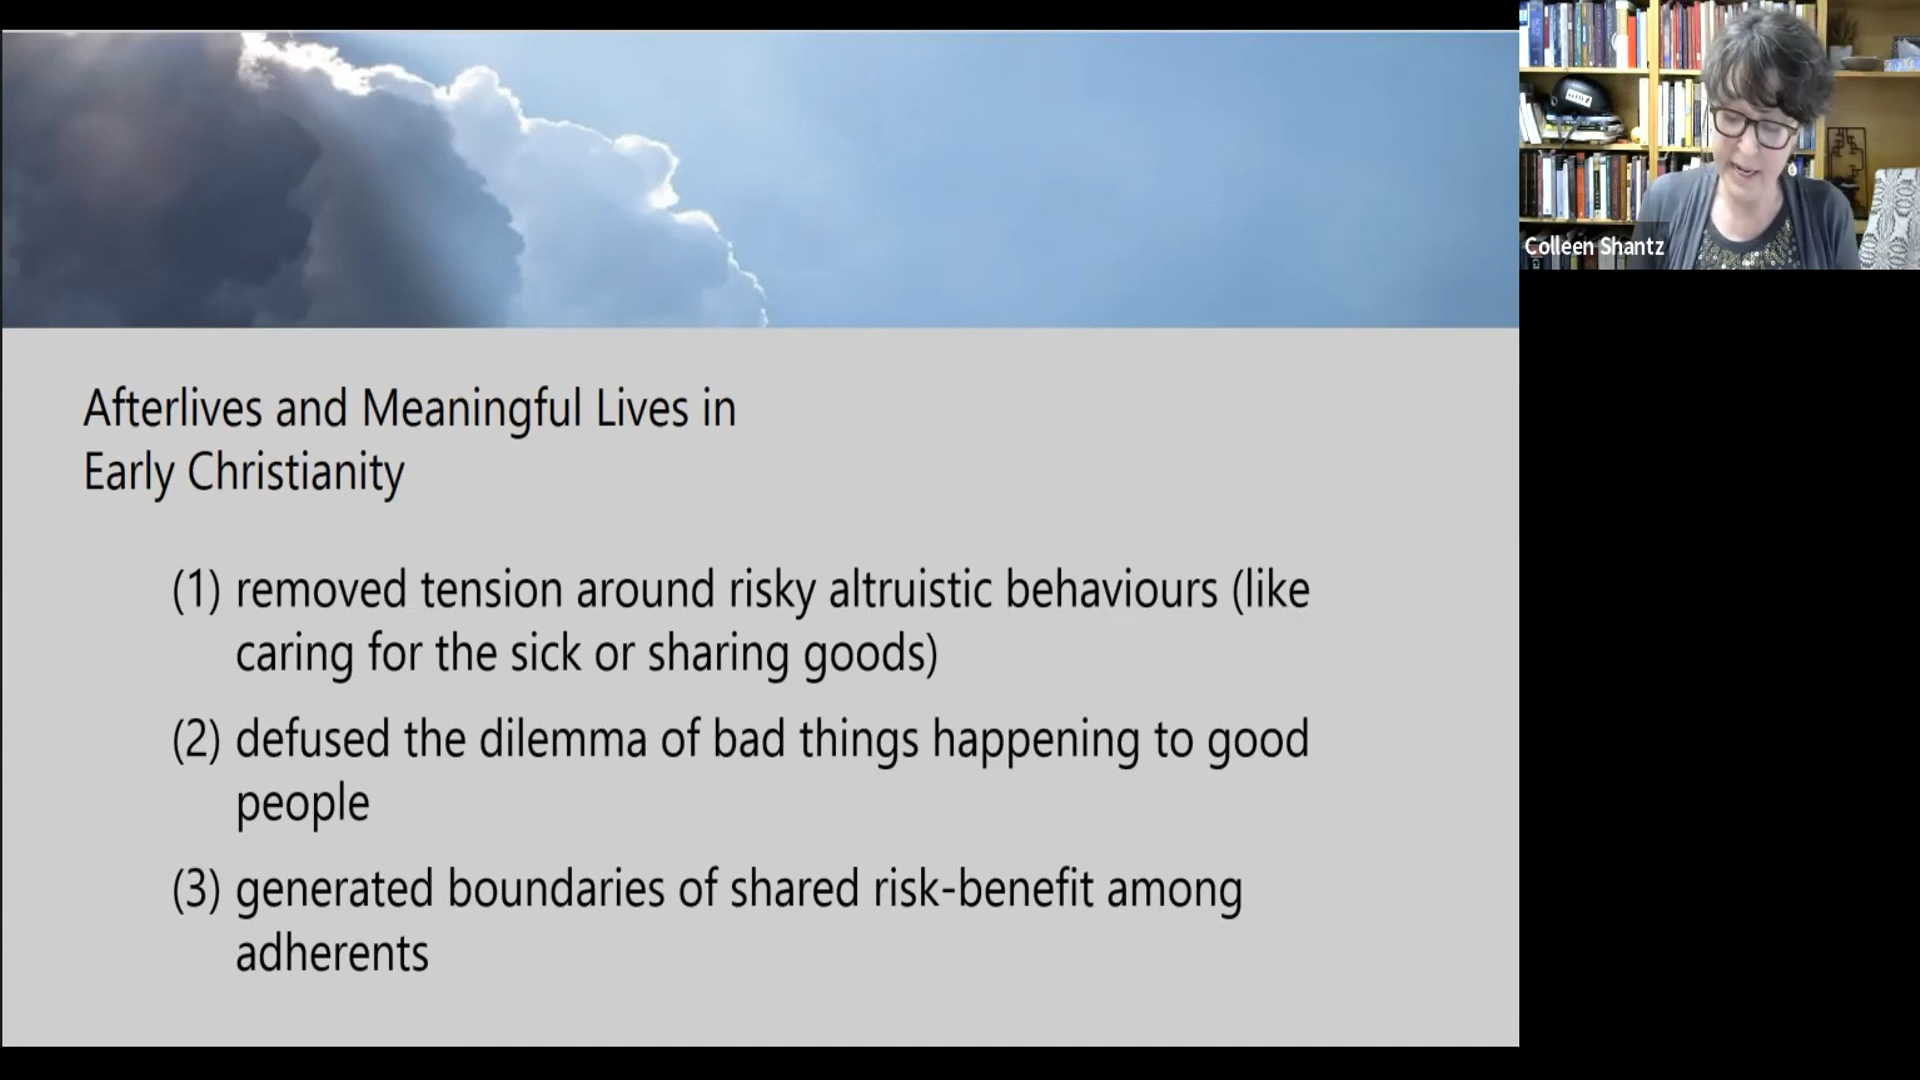 Afterlives and Meaningful Lives in
Early Christianity
(1) removed tension around risky altruistic behaviours (like
caring for the sick or sharing goods)
(2) defused the dilemma of bad things happening to good
people
(3) generated boundaries of shared risk-benefit among
adherents
Colleen Shantz